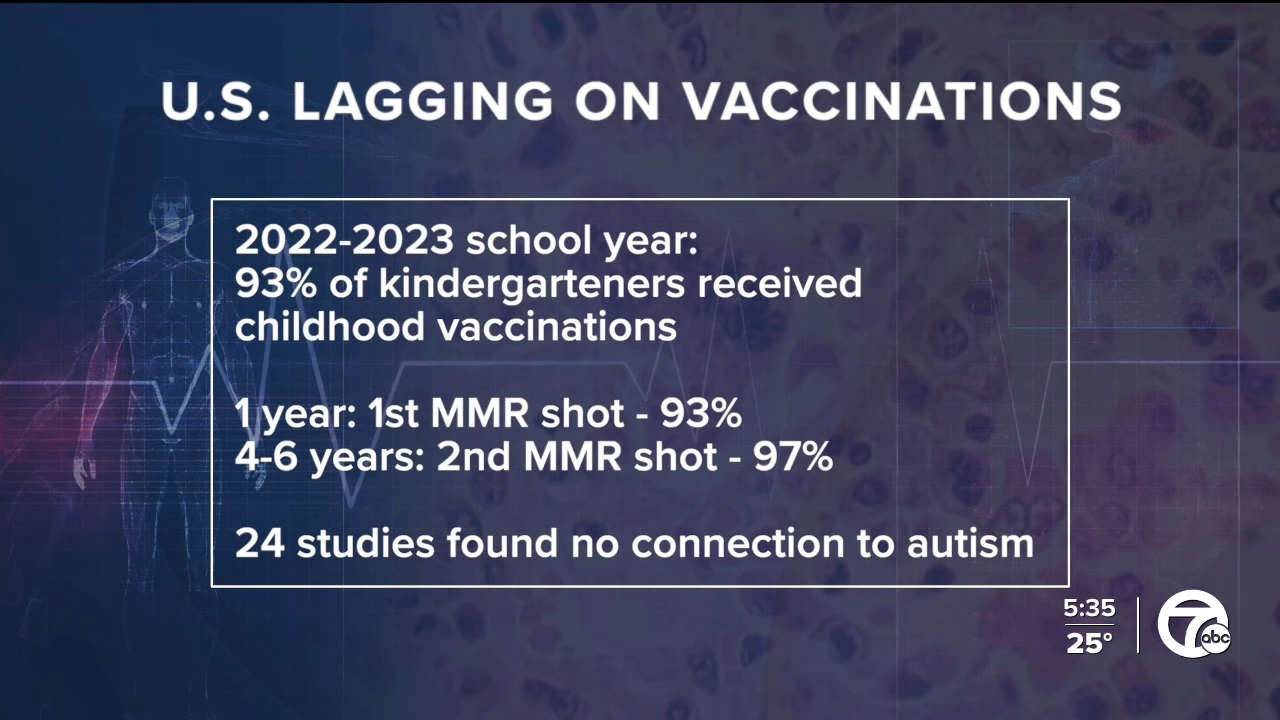 U.S. LAGGING ON VACCINATIONS
2022-2023 school year:
93% of kindergarteners received
childhood vaccinations
1 year: 1st MMR shot - 93%
4-6 years: 2nd MMR shot - 97%
24 studies found no connection to autism
5:35
25°
7 abc